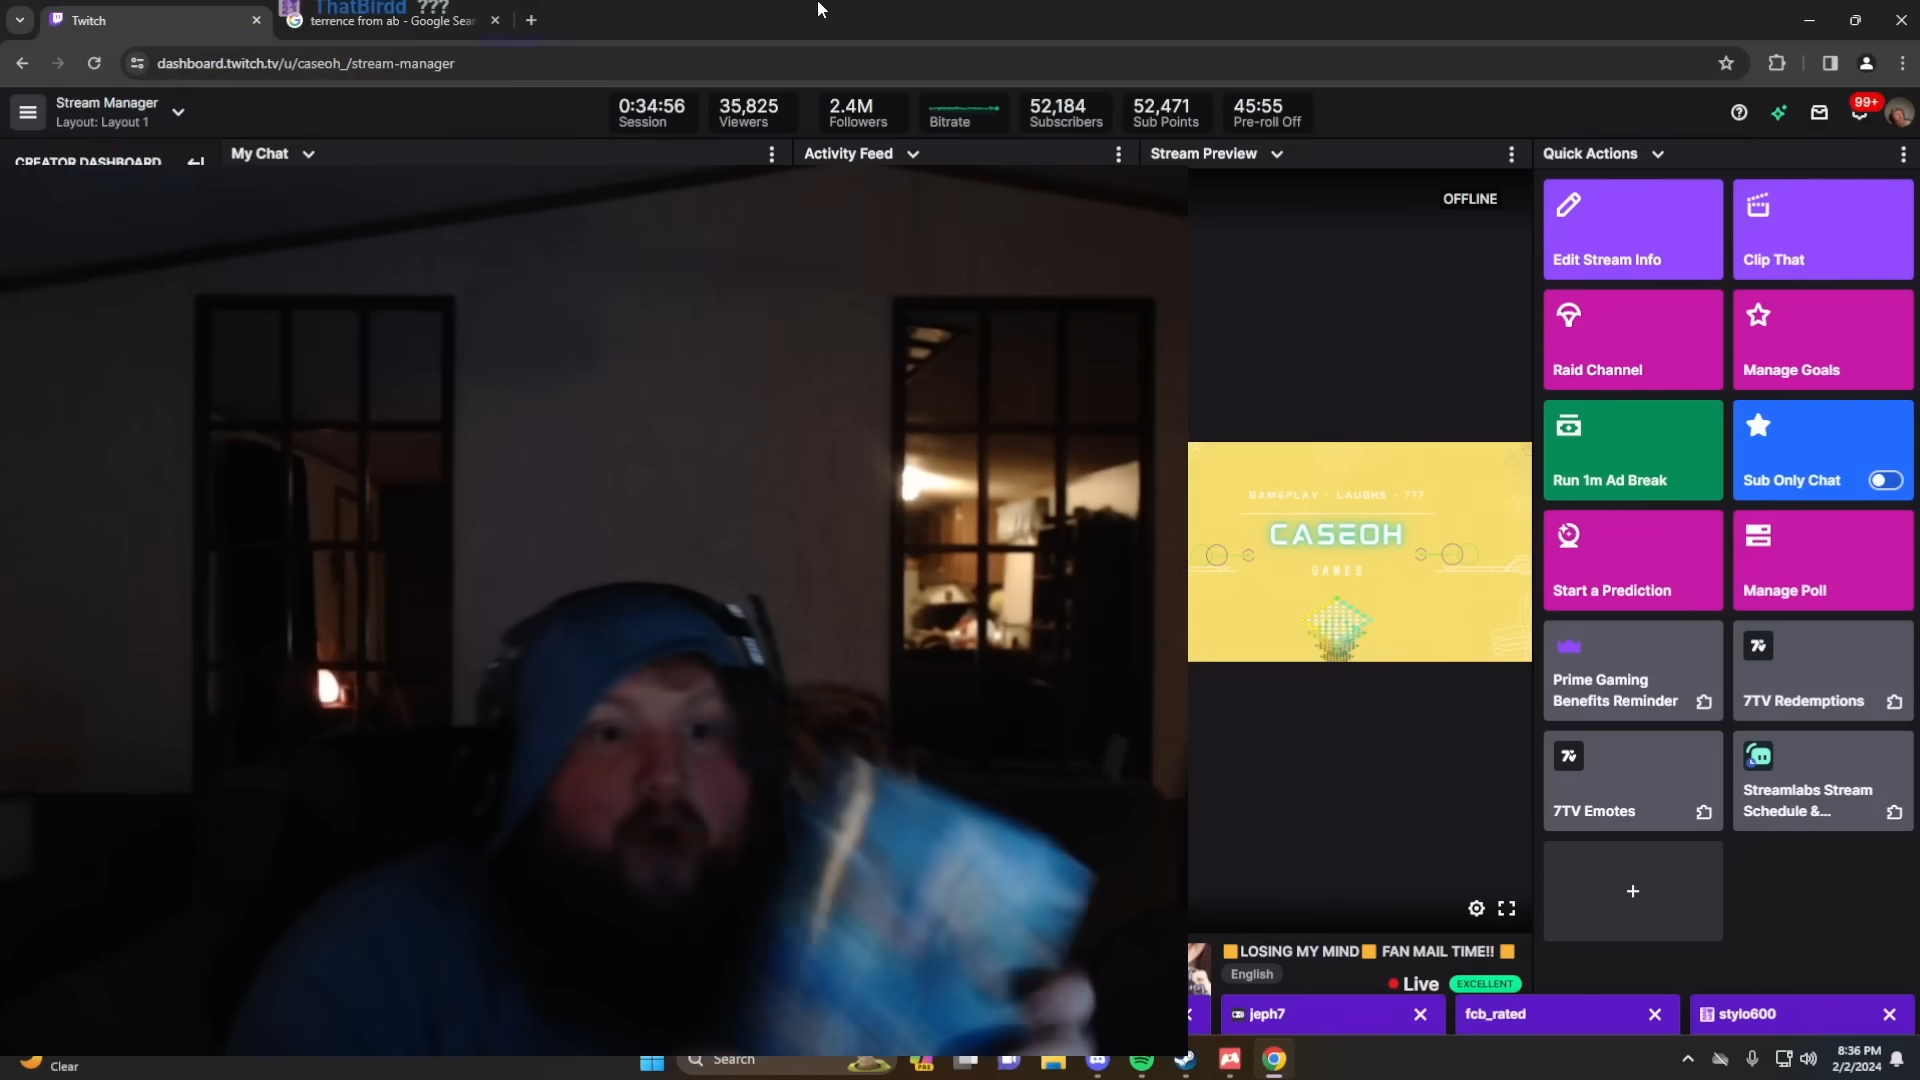 ThatBirdd ???
Twitch
terrence from ab - Google Sear
dashboard.twitch.tv/u/caseoh_/stream-manager
Stream Manager
Layout: Layout 1
0:34:56
Session
35,825
Viewers
2.4M
Followers
Bitrate
52,184
Subscribers
52,471
Sub Points
45:55
Pre-roll Off
99+
CREATOR DASHBOARD
My Chat
Activity Feed
Stream Preview
Quick Actions
OFFLINE
Edit Stream Info
Clip That
Raid Channel
Manage Goals
Run 1m Ad Break
Sub Only Chat
GAMEPLAY - LAUGHS - ???
CASEOH
GAMES
Start a Prediction
Manage Poll
Prime Gaming
Benefits Reminder
7TV Redemptions
7TV Emotes
Streamlabs Stream
Schedule &...
LOSING MY MIND FAN MAIL TIME!!
English
Live
EXCELLENT
jeph7
fcb_rated
stylo600
Clear
Search
PRE
8:36 PM
2/2/2024